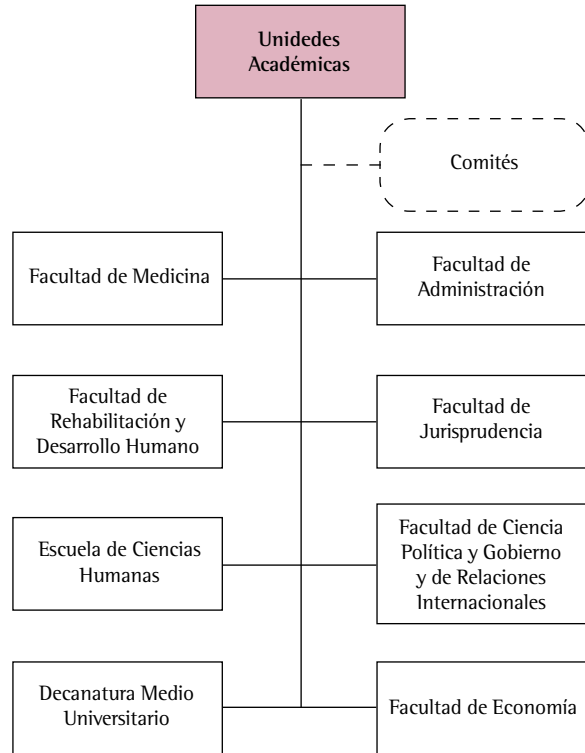 Unidedes
Académicas
Comités
Facultad de Medicina
Facultad de
Administración
Facultad de
Rehabilitación y
Desarrollo Humano
Facultad de
Jurisprudencia
Escuela de Ciencias
Humanas
Facultad de Ciencia
Política y Gobierno
y de Relaciones
Internacionales
Decanatura Medio
Universitario
Facultad de Economía